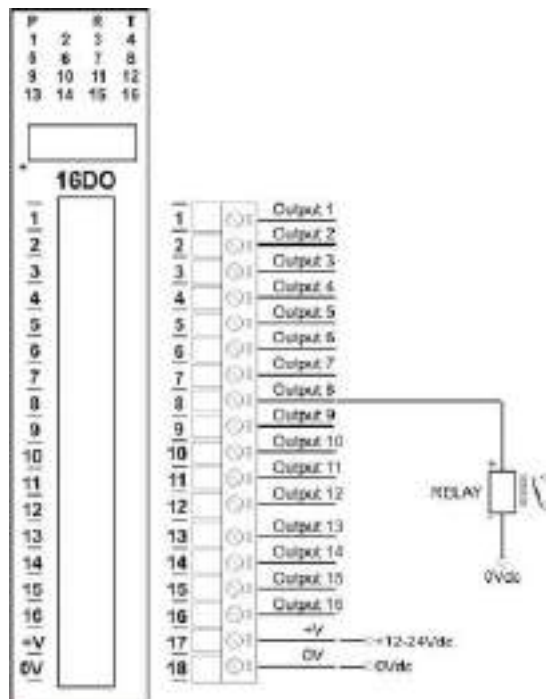 P R T
1 2 3 4
5 6 7 8
9 10 11 12
13 14 15 16
16DO
1
2
3
4
5
6
7
8
9
10
11
12
13
14
15
16
+V
0V
1 Output 1
2 Output 2
3 Output 3
4 Output 4
5 Output 5
6 Output 6
7 Output 7
8 Output 8
9 Output 9
10 Output 10
11 Output 11
12 Output 12
13 Output 13
14 Output 14
15 Output 15
16 Output 16
17 +V +12-24Vdc
18 0V 0Vdc
+
RELAY
-
0Vdc